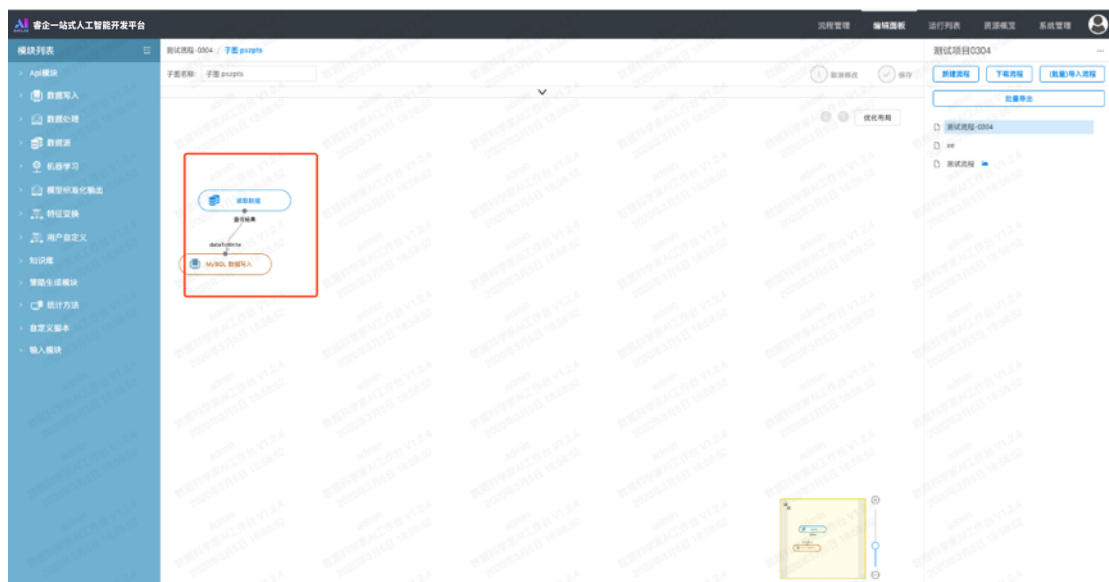 睿企一站式人工智能开发平台
流程管理 编辑面板 运行列表 资源概览 系统管理
模块列表
测试流程-0304 / 子图 pszpts
测试项目0304
子图名称: 子图 pszpts
取消修改 保存
新建流程 下载流程 (批量)导入流程
批量导出
优化布局
Api模块
数据写入
数据处理
数据源
机器学习
模型标准化输出
特征变换
用户自定义
知识库
策略生成模块
统计方法
自定义脚本
输入模块
测试流程-0304
测试流程
读取数据
查询结果
dataToWrite
MySQL 数据写入